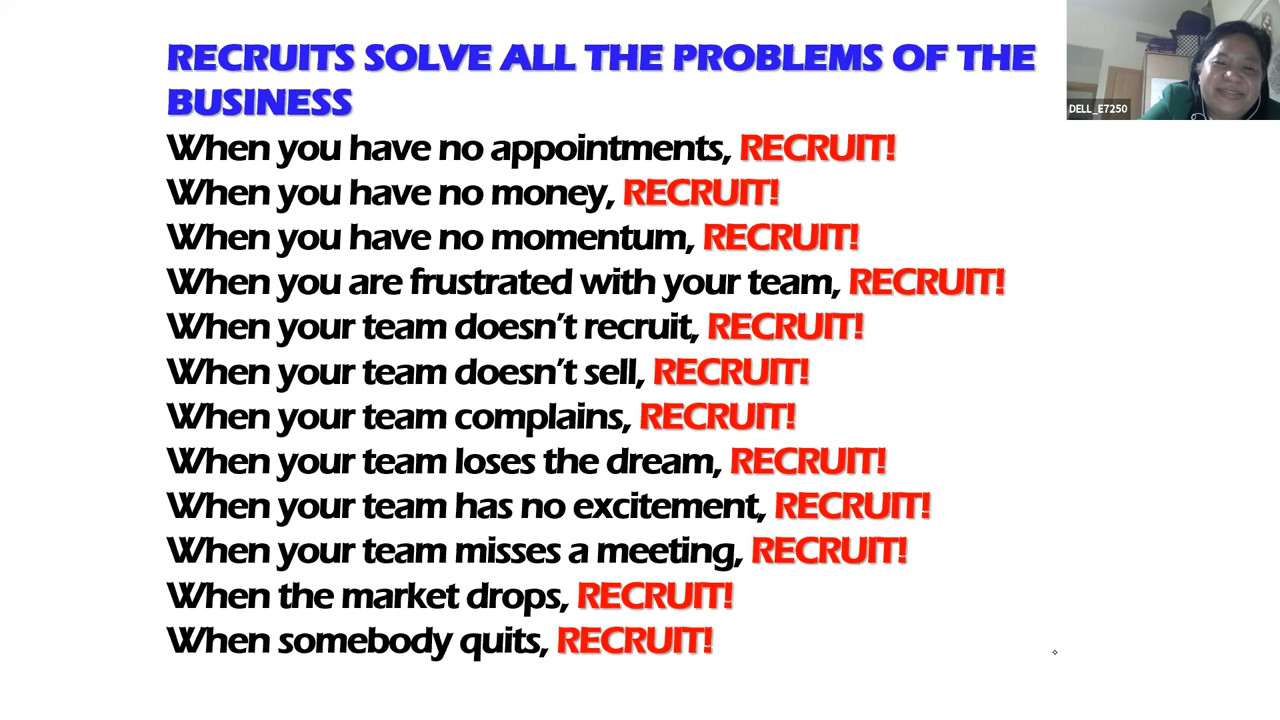 RECRUITS SOLVE ALL THE PROBLEMS OF THE
BUSINESS
When you have no appointments, RECRUIT!
When you have no money, RECRUIT!
When you have no momentum, RECRUIT!
When you are frustrated with your team, RECRUIT!
When your team doesn't recruit, RECRUIT!
When your team doesn't sell, RECRUIT!
When your team complains, RECRUIT!
When your team loses the dream, RECRUIT!
When your team has no excitement, RECRUIT!
When your team misses a meeting, RECRUIT!
When the market drops, RECRUIT!
When somebody quits, RECRUIT!
DELL_E7250